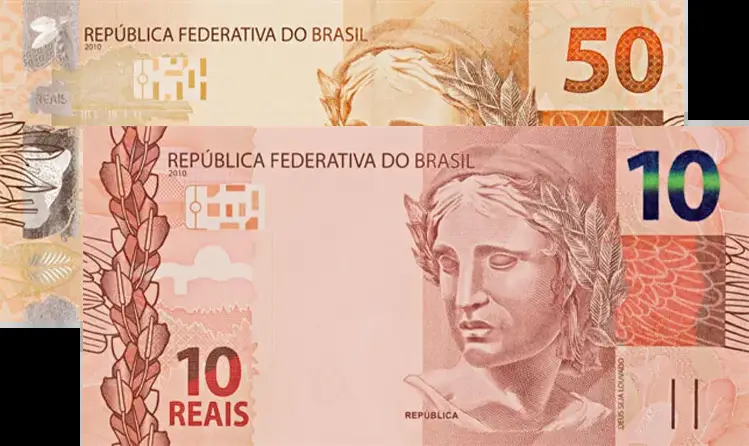 REPÚBLICA FEDERATIVA DO BRASIL
2010
50
REAIS
REPÚBLICA FEDERATIVA DO BRASIL
2010
10
10
REAIS
REPÚBLICA
DEUS SEJA LOUVADO